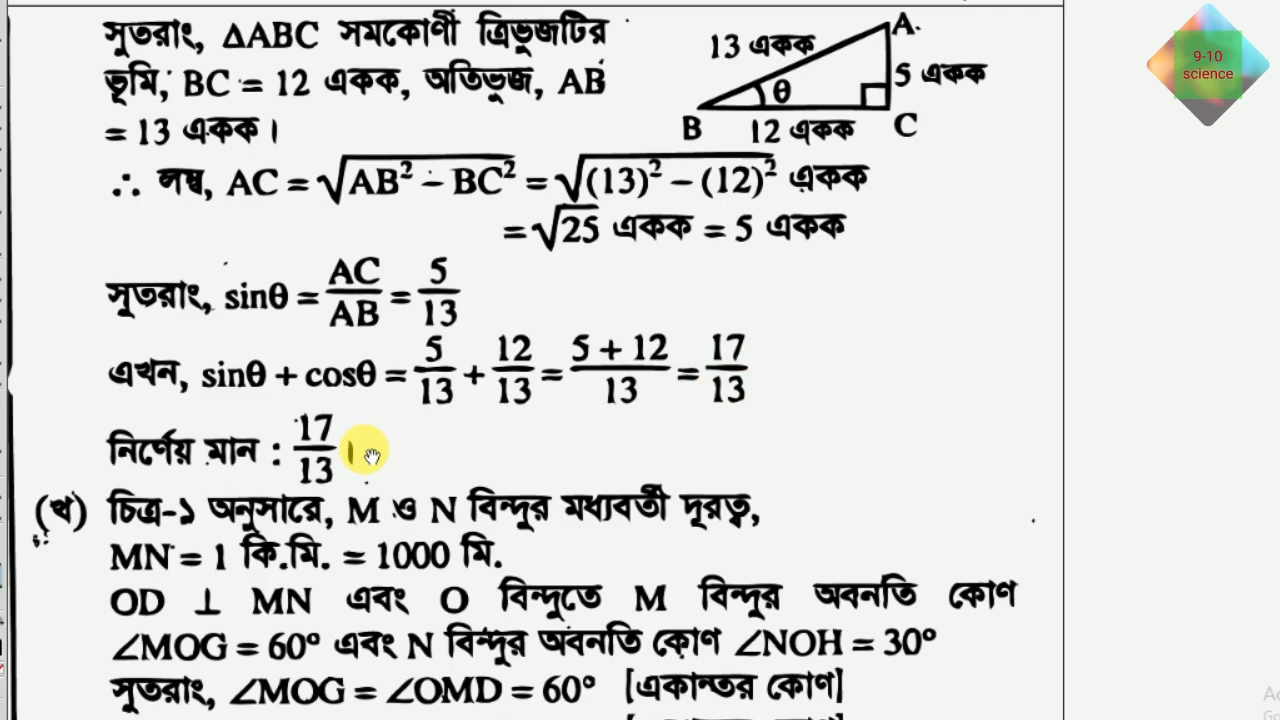 সুতরাং, ΔABC সমকোণী ত্রিভুজটির
ভূমি, BC = 12 একক, অতিভুজ, AB
= 13 একক।
13 একক
A
5 একক
θ
B
12 একক
C
9-10
science
∴ লম্ব, AC = √(AB² − BC²) = √((13)² − (12)²) একক
= √25 একক = 5 একক
সুতরাং, sinθ = AC/AB = 5/13
এখন, sinθ + cosθ = 5/13 + 12/13 = (5 + 12)/13 = 17/13
নির্ণেয় মান : 17/13।
(খ) চিত্র-১ অনুসারে, M ও N বিন্দুর মধ্যবর্তী দূরত্ব,
MN = 1 কি.মি. = 1000 মি.
OD ⊥ MN এবং O বিন্দুতে M বিন্দুর অবনতি কোণ
∠MOG = 60° এবং N বিন্দুর অবনতি কোণ ∠NOH = 30°
সুতরাং, ∠MOG = ∠OMD = 60° [একান্তর কোণ]